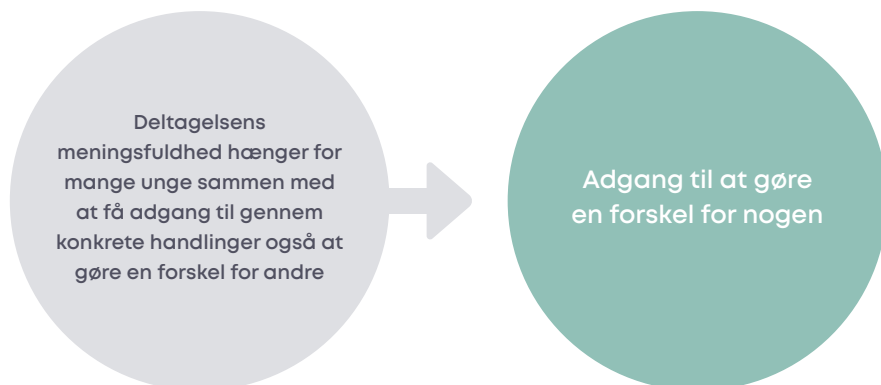 Deltagelsens
meningsfuldhed hænger for
mange unge sammen med
at få adgang til gennem
konkrete handlinger også at
gøre en forskel for andre
Adgang til at gøre
en forskel for nogen